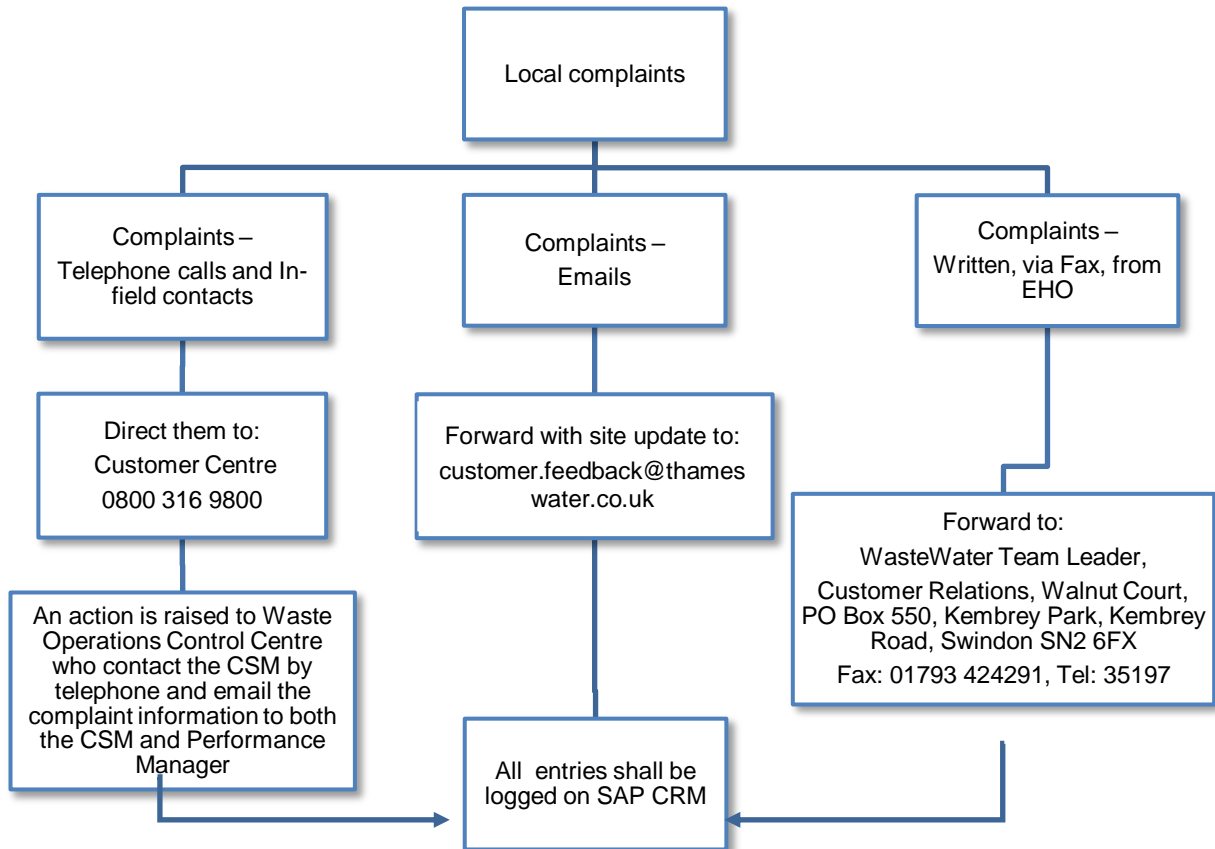 Local complaints
Complaints –
Telephone calls and In-
field contacts
Complaints –
Emails
Complaints –
Written, via Fax, from
EHO
Direct them to:
Customer Centre
0800 316 9800
Forward with site update to:
customer.feedback@thames
water.co.uk
Forward to:
WasteWater Team Leader,
Customer Relations, Walnut Court,
PO Box 550, Kembrey Park, Kembrey
Road, Swindon SN2 6FX
Fax: 01793 424291, Tel: 35197
An action is raised to Waste
Operations Control Centre
who contact the CSM by
telephone and email the
complaint information to both
the CSM and Performance
Manager
All entries shall be
logged on SAP CRM